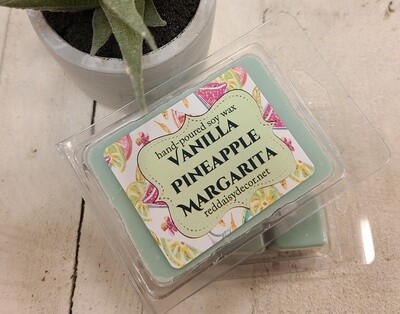 hand-poured soy wax
VANILLA
PINEAPPLE
MARGARITA
reddaisydecor.net